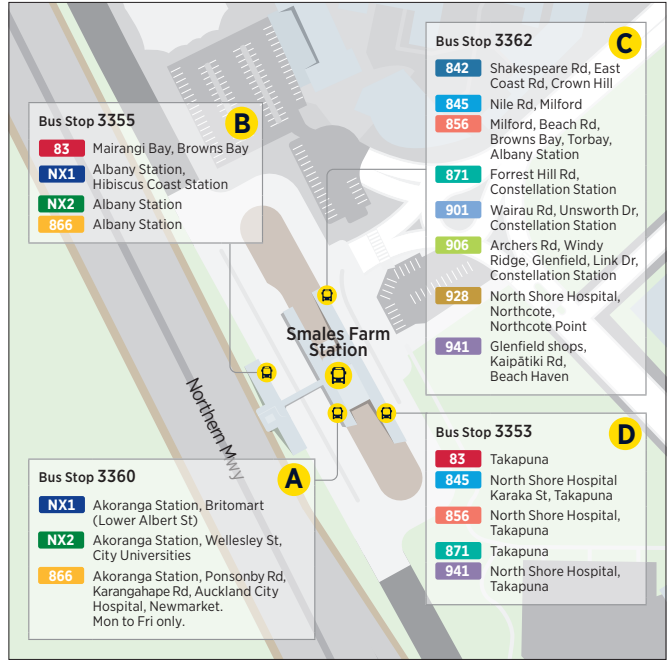 Bus Stop 3362
C
842 Shakespeare Rd, East
Coast Rd, Crown Hill
845 Nile Rd, Milford
856 Milford, Beach Rd,
Browns Bay, Torbay,
Albany Station
871 Forrest Hill Rd,
Constellation Station
901 Wairau Rd, Unsworth Dr,
Constellation Station
906 Archers Rd, Windy
Ridge, Glenfield, Link Dr,
Constellation Station
928 North Shore Hospital,
Northcote,
Northcote Point
941 Glenfield shops,
Kaipātiki Rd,
Beach Haven
Bus Stop 3355
B
83 Mairangi Bay, Browns Bay
NX1 Albany Station,
Hibiscus Coast Station
NX2 Albany Station
866 Albany Station
Smales Farm
Station
Northern Mwy
Bus Stop 3360
A
NX1 Akoranga Station, Britomart
(Lower Albert St)
NX2 Akoranga Station, Wellesley St,
City Universities
866 Akoranga Station, Ponsonby Rd,
Karangahape Rd, Auckland City
Hospital, Newmarket.
Mon to Fri only.
Bus Stop 3353
D
83 Takapuna
845 North Shore Hospital
Karaka St, Takapuna
856 North Shore Hospital,
Takapuna
871 Takapuna
941 North Shore Hospital,
Takapuna